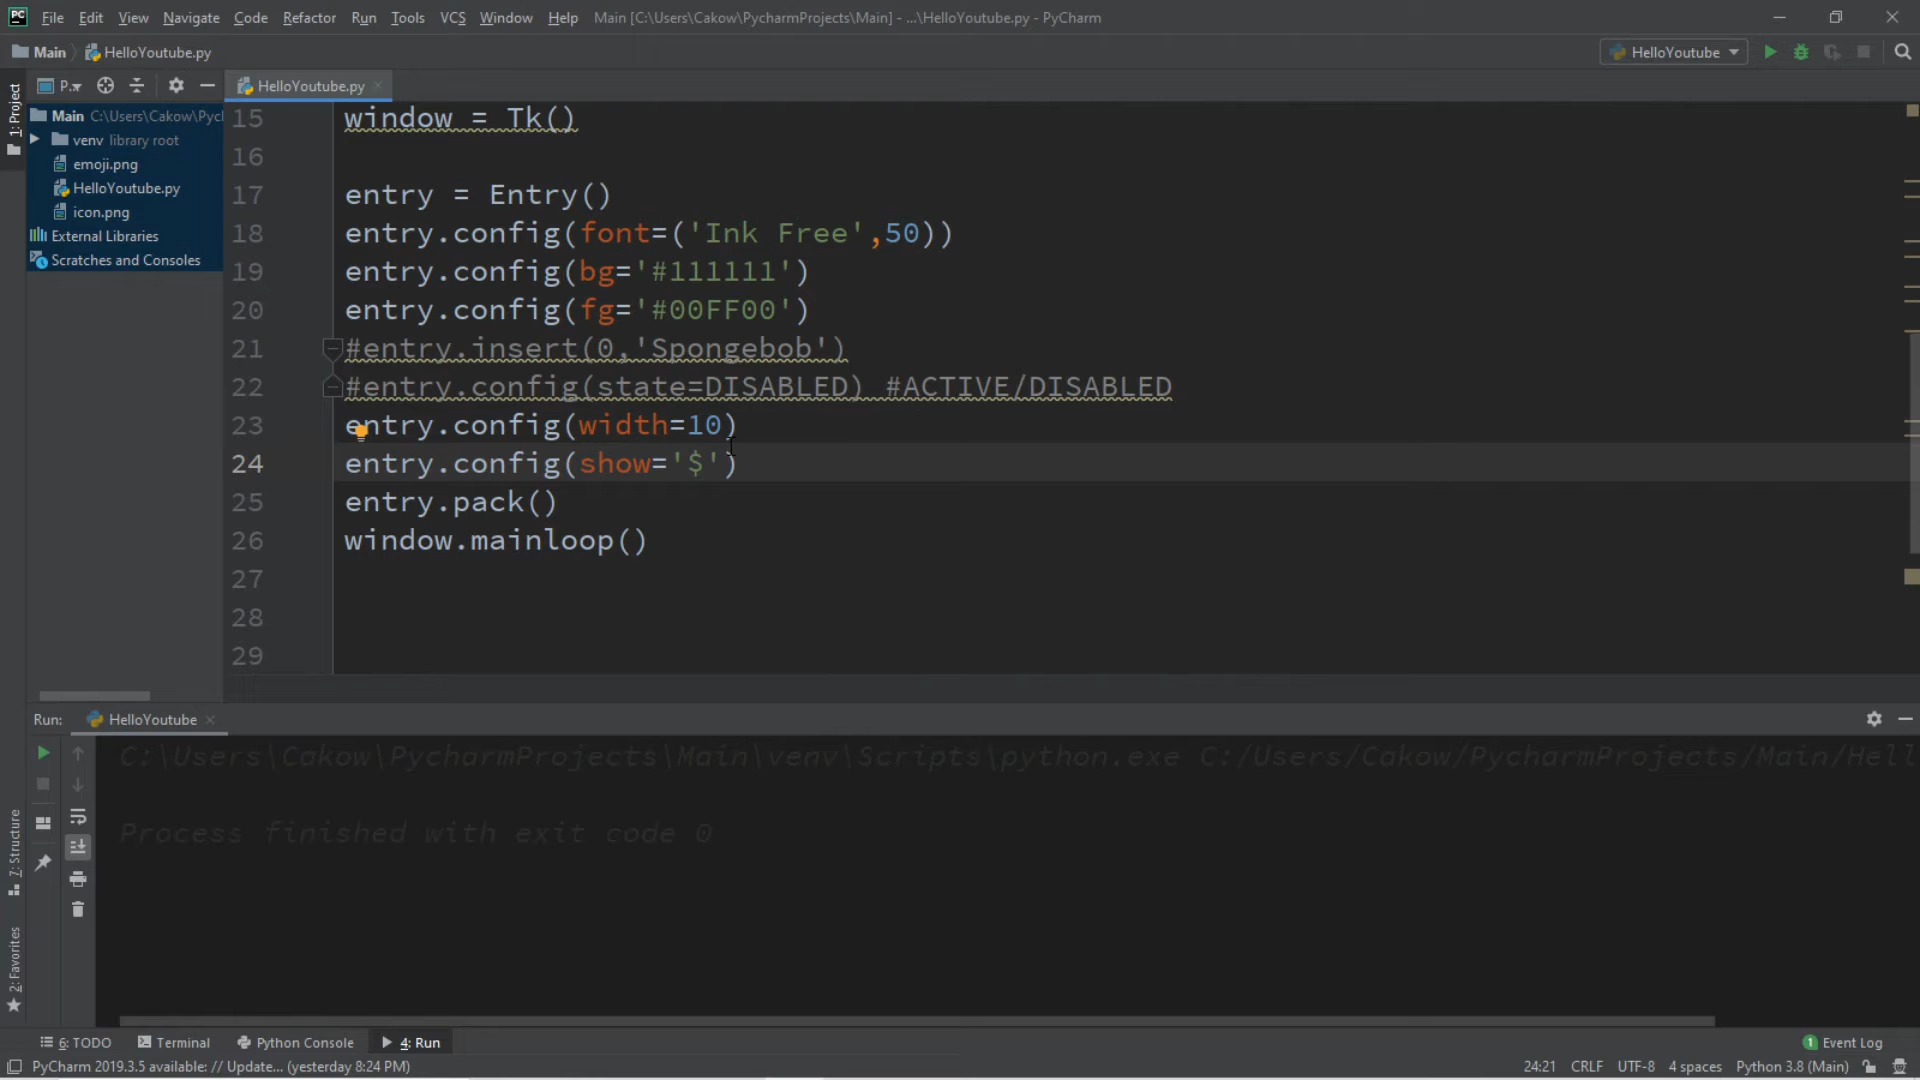 PC File Edit View Navigate Code Refactor Run Tools VCS Window Help Main [C:\Users\Cakow\PycharmProjects\Main] - ...\HelloYoutube.py - PyCharm
Main HelloYoutube.py HelloYoutube
P.. HelloYoutube.py
1: Project
Main C:\Users\Cakow\Pycl
venv library root
emoji.png
HelloYoutube.py
icon.png
External Libraries
Scratches and Consoles
15 window = Tk()
16
17 entry = Entry()
18 entry.config(font=('Ink Free',50))
19 entry.config(bg='#111111')
20 entry.config(fg='#00FF00')
21 #entry.insert(0,'Spongebob')
22 #entry.config(state=DISABLED) #ACTIVE/DISABLED
23 entry.config(width=10)
24 entry.config(show='$')
25 entry.pack()
26 window.mainloop()
27
28
29
Run: HelloYoutube
C:\Users\Cakow\PycharmProjects\Main\venv\Scripts\python.exe C:/Users/Cakow/PycharmProjects/Main/Hell
Process finished with exit code 0
7: Structure
2: Favorites
6: TODO Terminal Python Console 4: Run 1 Event Log
PyCharm 2019.3.5 available: // Update... (yesterday 8:24 PM) 24:21 CRLF UTF-8 4 spaces Python 3.8 (Main)